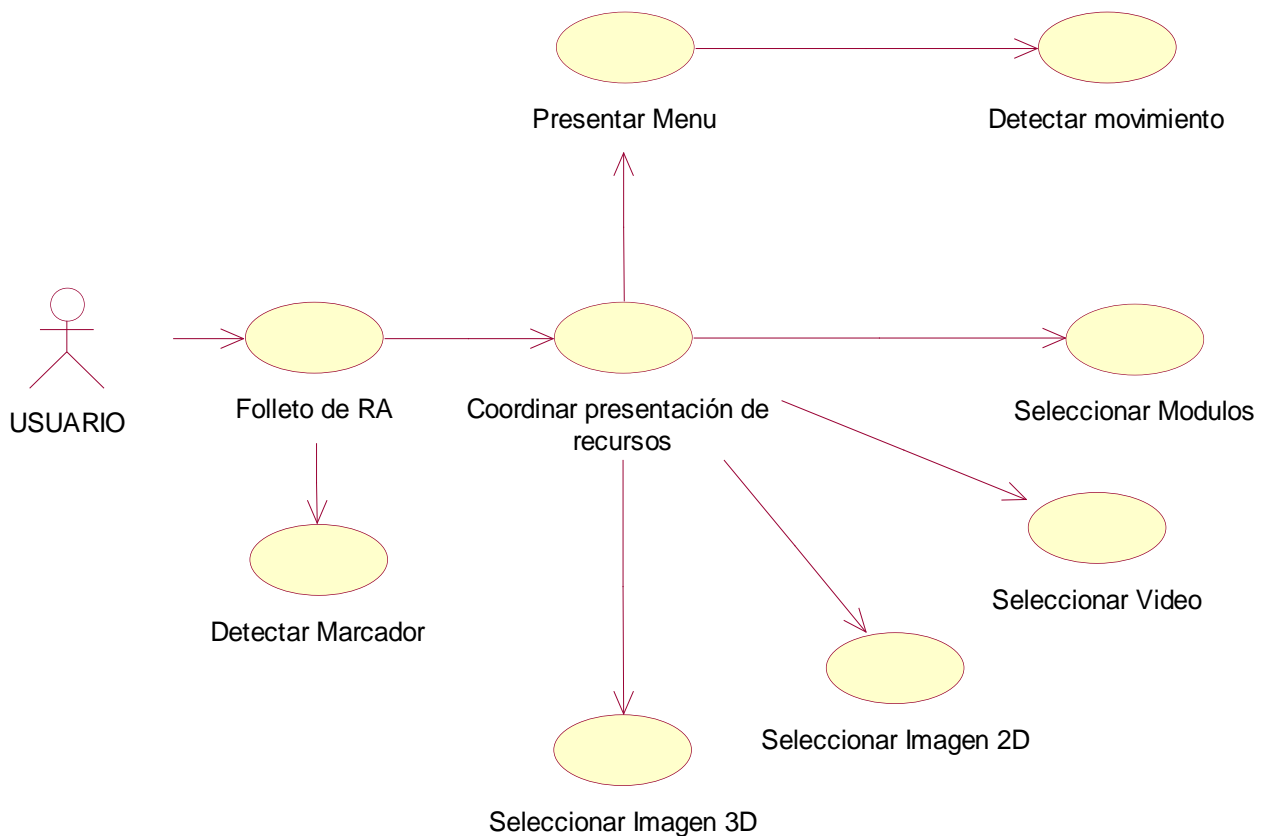 Presentar Menu
Detectar movimiento
USUARIO
Folleto de RA
Coordinar presentación de
recursos
Seleccionar Modulos
Detectar Marcador
Seleccionar Video
Seleccionar Imagen 2D
Seleccionar Imagen 3D